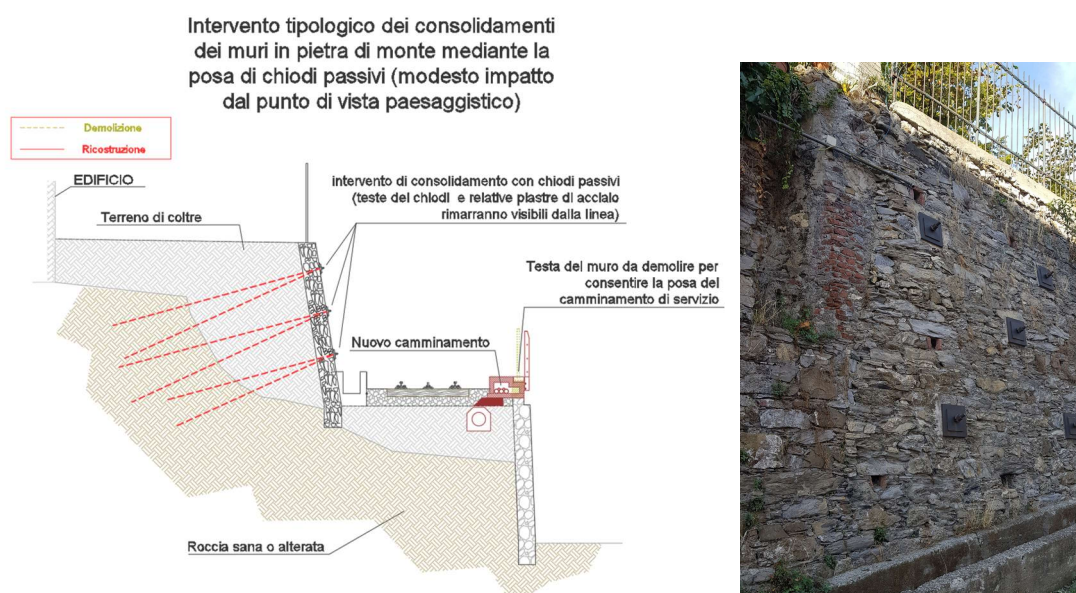 Intervento tipologico dei consolidamenti
dei muri in pietra di monte mediante la
posa di chiodi passivi (modesto impatto
dal punto di vista paesaggistico)
Demolizione
Ricostruzione
EDIFICIO
Terreno di coltre
intervento di consolidamento con chiodi passivi
(teste dei chiodi e relative piastre di acciaio
rimarranno visibili dalla linea)
Testa del muro da demolire per
consentire la posa del
camminamento di servizio
Nuovo camminamento
Roccia sana o alterata